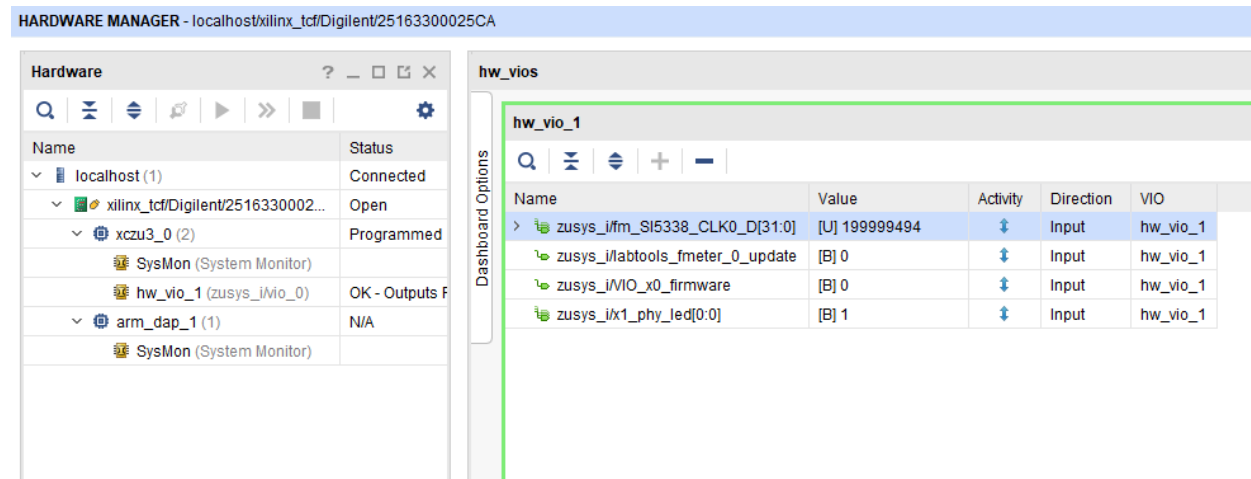 HARDWARE MANAGER - localhost/xilinx_tcf/Digilent/25163300025CA
Hardware
Name Status
localhost (1) Connected
xilinx_tcf/Digilent/2516330002... Open
xczu3_0 (2) Programmed
SysMon (System Monitor)
hw_vio_1 (zusys_i/vio_0) OK - Outputs F
arm_dap_1 (1) N/A
SysMon (System Monitor)
hw_vios
Dashboard Options
hw_vio_1
Name Value Activity Direction VIO
zusys_i/fm_SI5338_CLK0_D[31:0] [U] 199999494 Input hw_vio_1
zusys_i/labtools_fmeter_0_update [B] 0 Input hw_vio_1
zusys_i/VIO_x0_firmware [B] 0 Input hw_vio_1
zusys_i/x1_phy_led[0:0] [B] 1 Input hw_vio_1